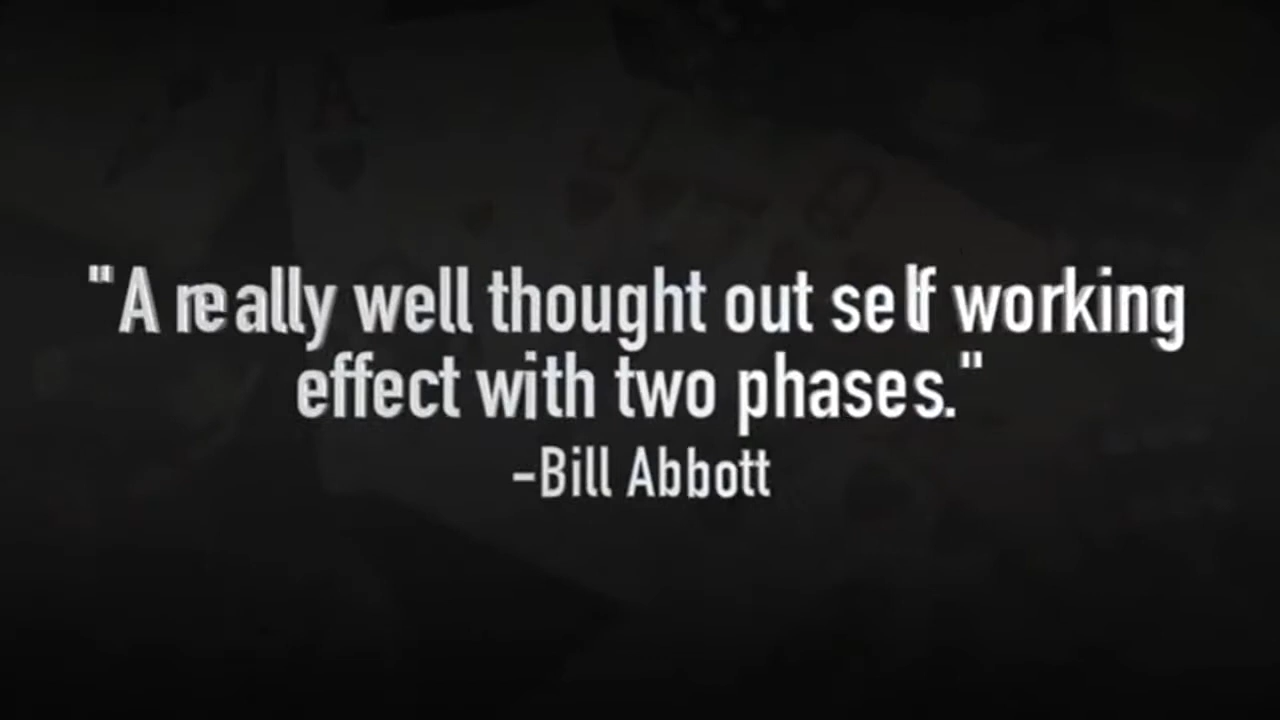 "A really well thought out self working
effect with two phases."
-Bill Abbott